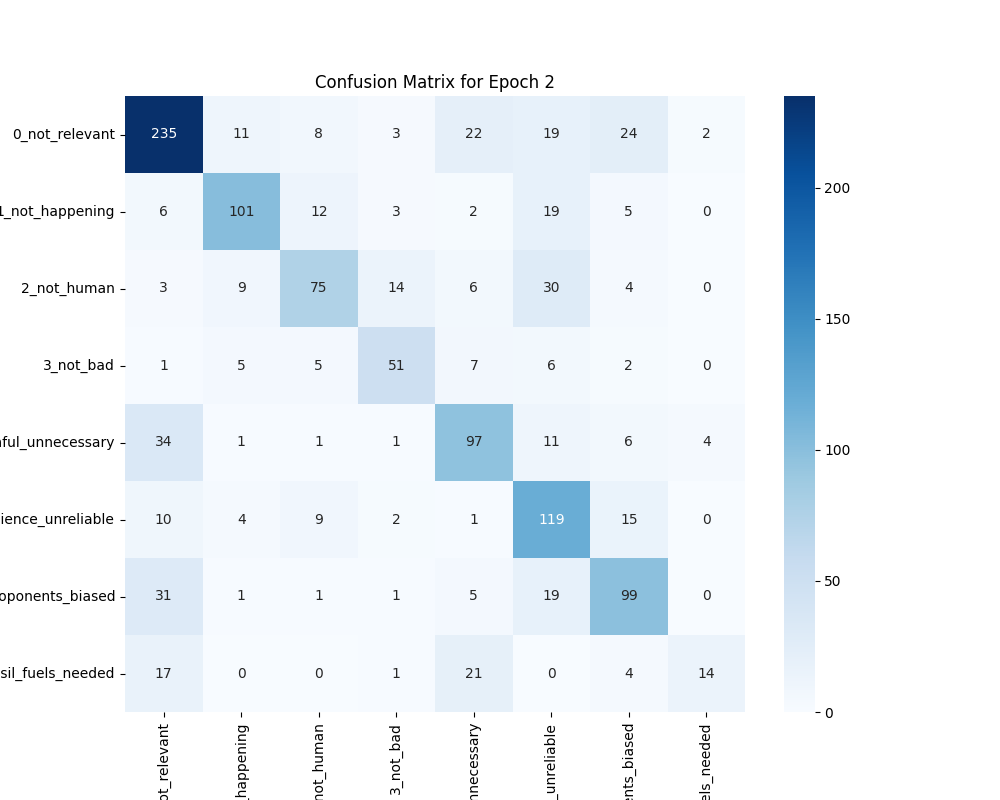 Confusion Matrix for Epoch 2
0_not_relevant 235 11 8 3 22 19 24 2
1_not_happening 6 101 12 3 2 19 5 0
2_not_human 3 9 75 14 6 30 4 0
3_not_bad 1 5 5 51 7 6 2 0
ful_unnecessary 34 1 1 1 97 11 6 4
ience_unreliable 10 4 9 2 1 119 15 0
oponents_biased 31 1 1 1 5 19 99 0
sil_fuels_needed 17 0 0 1 21 0 4 14
ot_relevant
_happening
not_human
3_not_bad
nnecessary
_unreliable
ents_biased
els_needed
200
150
100
50
0